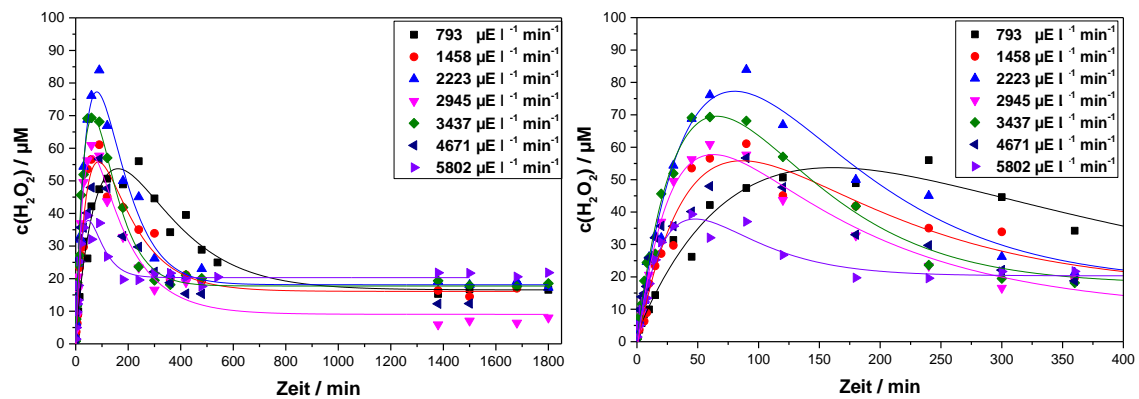 c(H₂O₂) / µM
100
90
80
70
60
50
40
30
20
10
0
793 µE l⁻¹ min⁻¹
1458 µE l⁻¹ min⁻¹
2223 µE l⁻¹ min⁻¹
2945 µE l⁻¹ min⁻¹
3437 µE l⁻¹ min⁻¹
4671 µE l⁻¹ min⁻¹
5802 µE l⁻¹ min⁻¹
0 200 400 600 800 1000 1200 1400 1600 1800
Zeit / min
c(H₂O₂) / µM
100
90
80
70
60
50
40
30
20
10
0
793 µE L⁻¹ min⁻¹
1458 µE L⁻¹ min⁻¹
2223 µE L⁻¹ min⁻¹
2945 µE L⁻¹ min⁻¹
3437 µE L⁻¹ min⁻¹
4671 µE L⁻¹ min⁻¹
5802 µE L⁻¹ min⁻¹
0 50 100 150 200 250 300 350 400
Zeit / min